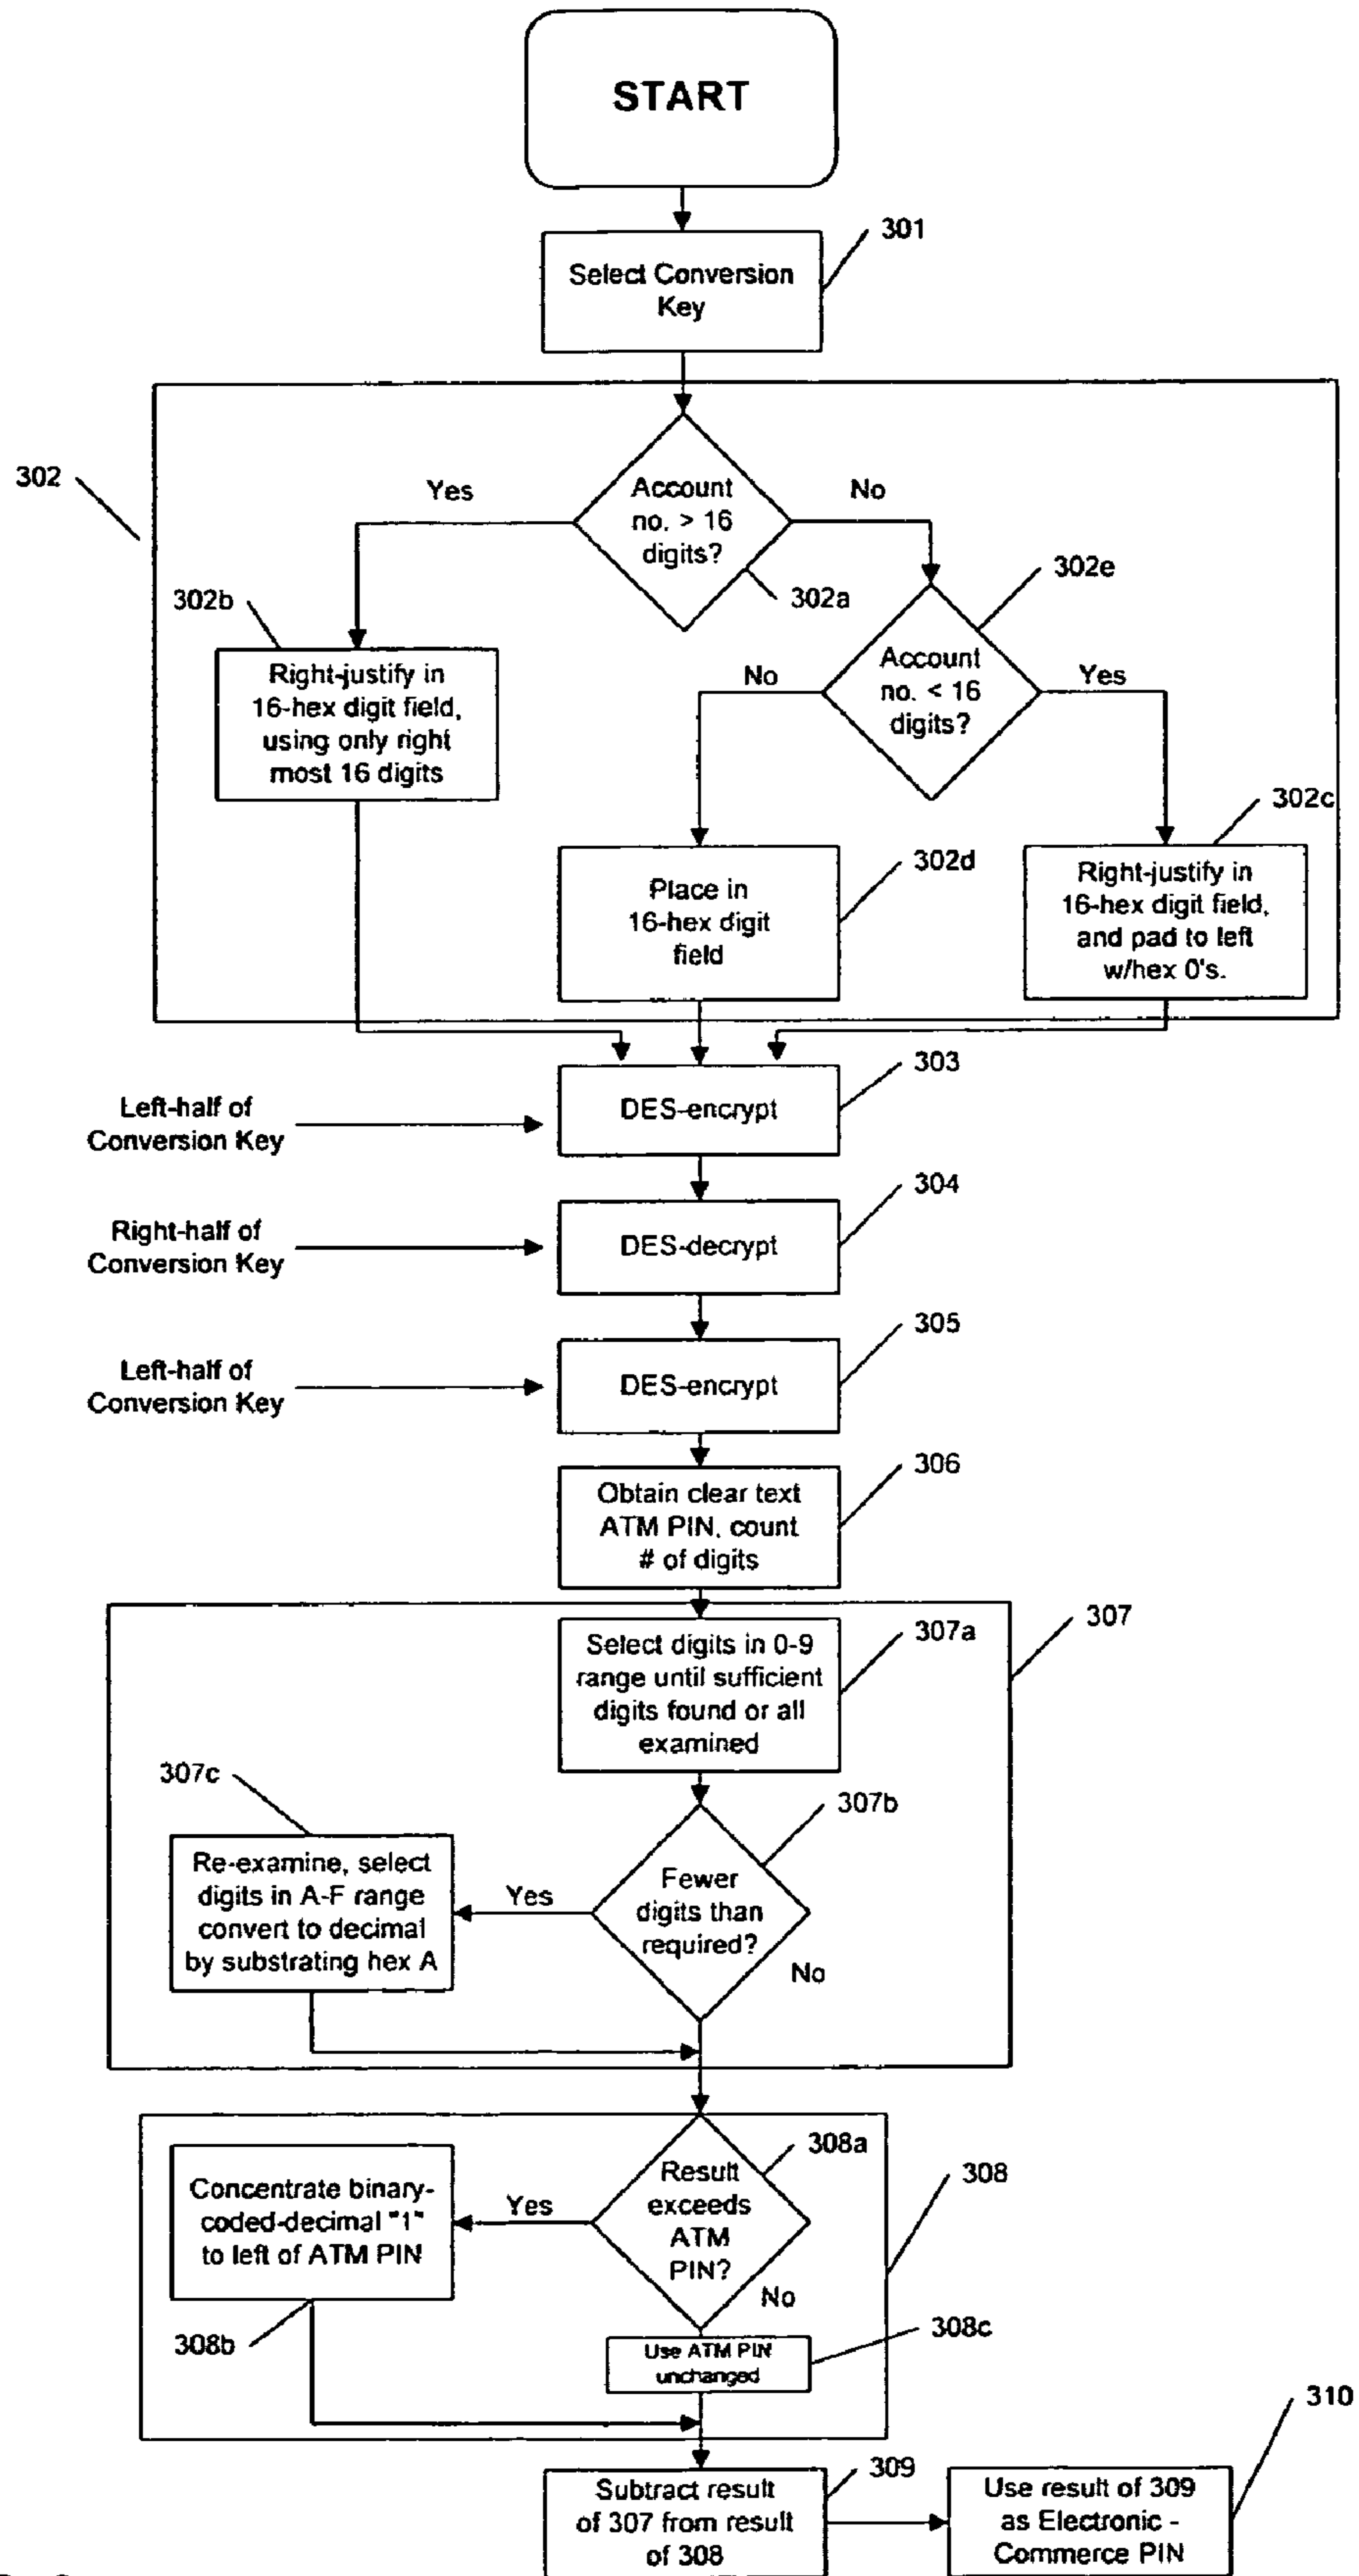 START
301
Select Conversion
Key
302
Yes
Account
no. > 16
digits?
No
302a
302e
302b
Right-justify in
16-hex digit field,
using only right
most 16 digits
No
Account
no. < 16
digits?
Yes
302c
302d
Place in
16-hex digit
field
Right-justify in
16-hex digit field,
and pad to left
w/hex 0's.
303
Left-half of
Conversion Key
DES-encrypt
304
Right-half of
Conversion Key
DES-decrypt
305
Left-half of
Conversion Key
DES-encrypt
306
Obtain clear text
ATM PIN, count
# of digits
307
307a
Select digits in 0-9
range until sufficient
digits found or all
examined
307c
307b
Re-examine, select
digits in A-F range
convert to decimal
by substrating hex A
Yes
Fewer
digits than
required?
No
308a
308
Concentrate binary-
coded-decimal "1"
to left of ATM PIN
Yes
Result
exceeds
ATM
PIN?
No
308b
308c
Use ATM PIN
unchanged
310
309
Subtract result
of 307 from result
of 308
Use result of 309
as Electronic -
Commerce PIN